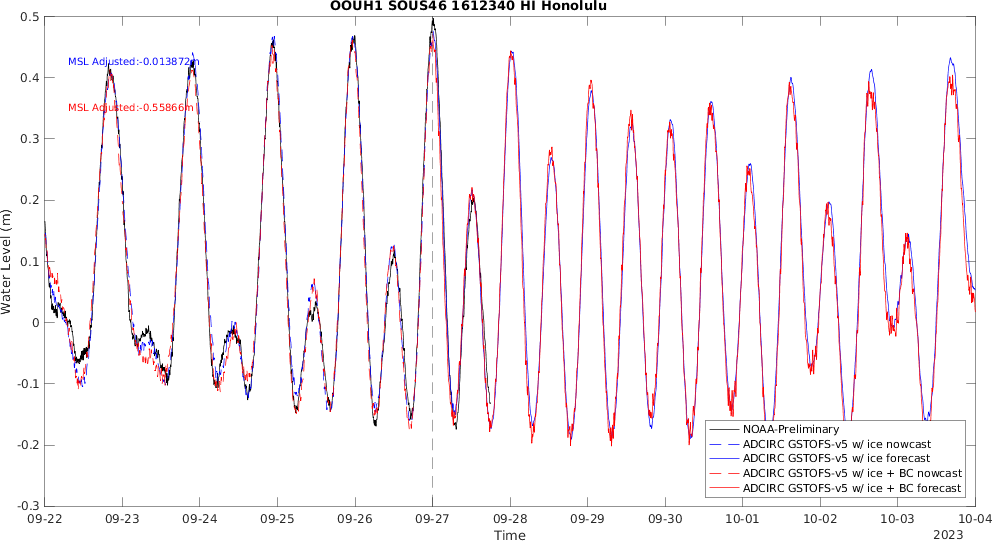 OOUH1 SOUS46 1612340 HI Honolulu
0.5
MSL Adjusted:-0.013872m
0.4
MSL Adjusted:-0.55866m
0.3
0.2
0.1
0
-0.1
-0.2
-0.3
Water Level (m)
NOAA-Preliminary
ADCIRC GSTOFS-v5 w/ ice nowcast
ADCIRC GSTOFS-v5 w/ ice forecast
ADCIRC GSTOFS-v5 w/ ice + BC nowcast
ADCIRC GSTOFS-v5 w/ ice + BC forecast
09-22 09-23 09-24 09-25 09-26 09-27 09-28 09-29 09-30 10-01 10-02 10-03 10-04
Time
2023